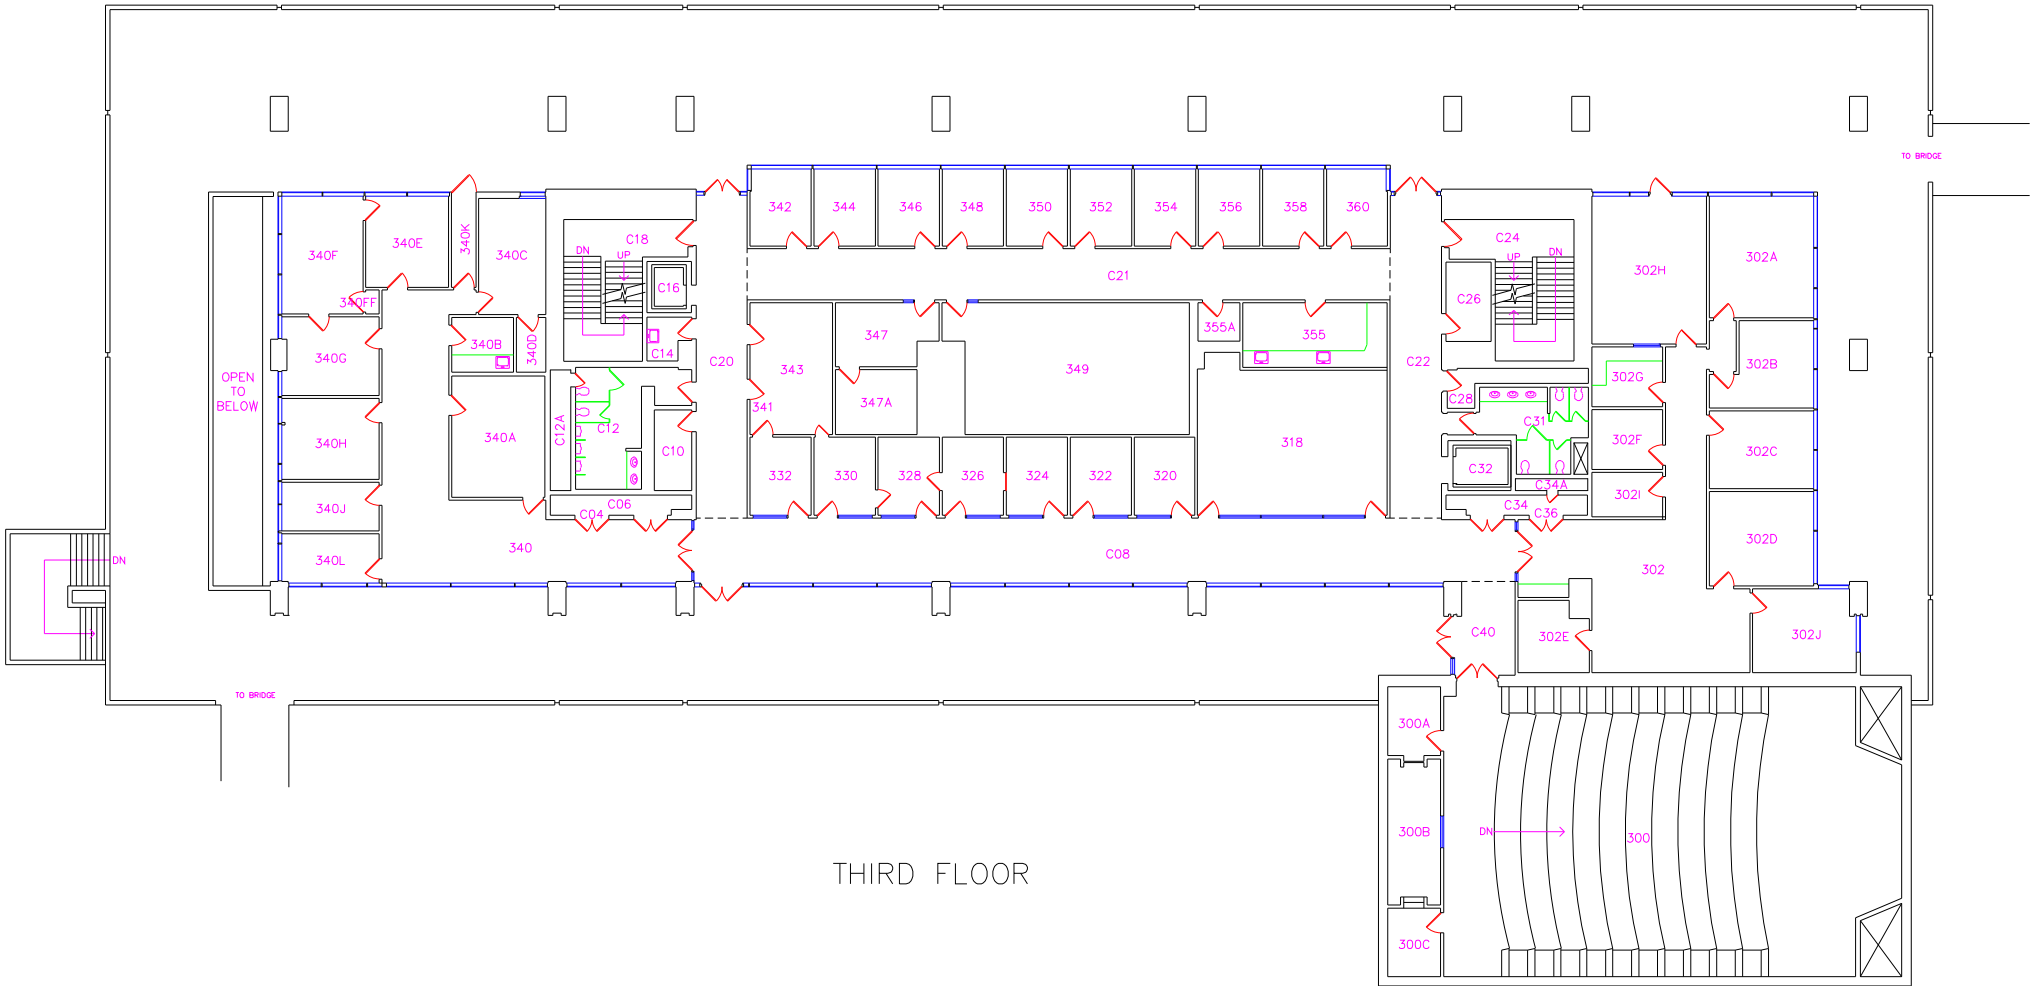 TO BRIDGE
342
344
346
348
350
352
354
356
358
360
C18
DN
UP
C24
UP
DN
340F
340E
340K
340C
302H
302A
C21
C16
C26
340FF
340G
340B
340D
C14
C20
343
347
349
355A
355
C22
302B
302G
OPEN
TO
BELOW
341
347A
C28
340H
340A
C12A
C12
C10
C31
302F
302C
318
332
330
328
326
324
322
320
C32
C34A
302I
340J
C06
C04
C34
C36
340
C08
302D
340L
DN
302
C40
302E
302J
TO BRIDGE
300A
300B
DN
300
THIRD FLOOR
300C